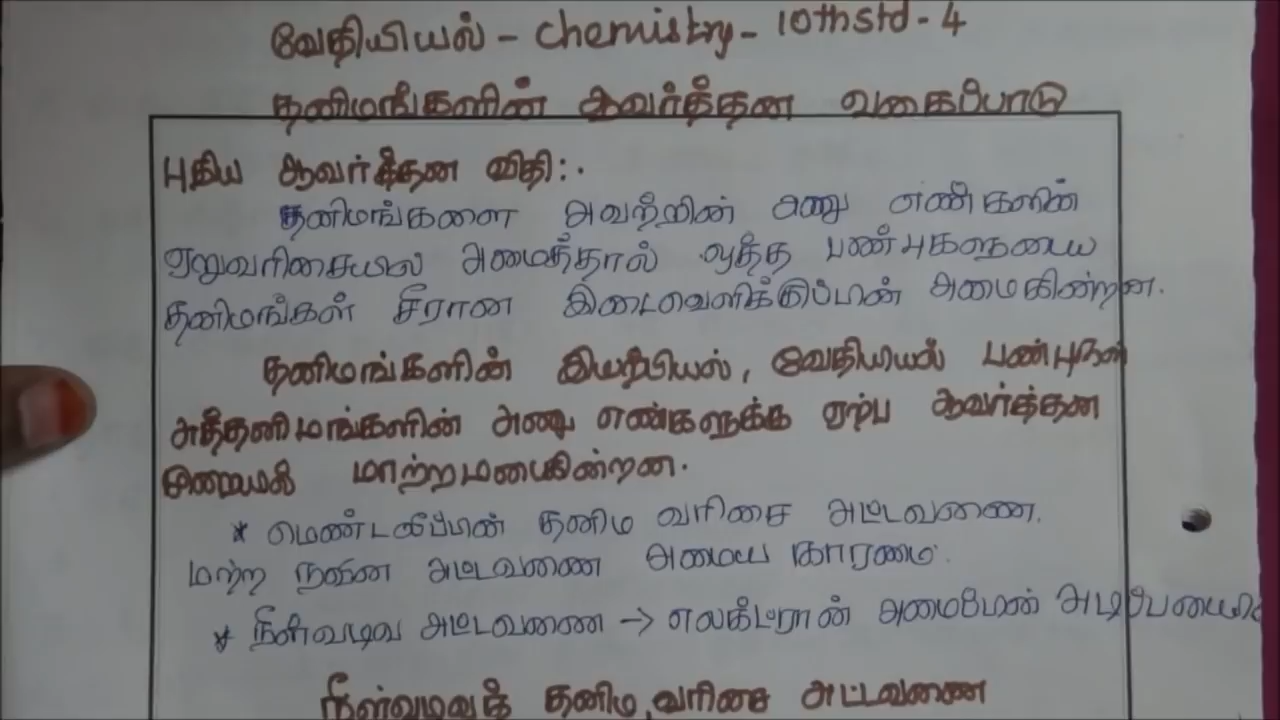 வேதியியல் - Chemistry - 10th Std - 4
தனிமங்களின் ஆவர்த்தன வகைப்பாடு
புதிய ஆவர்த்தன விதி:.
தனிமங்களை அவற்றின் அணு எண்களின்
ஏறுவரிசையில் அமைத்தால் ஒத்த பண்புகளுடைய
தனிமங்கள் சீரான இடைவெளிக்குப்பின் அமைகின்றன.
தனிமங்களின் இயற்பியல், வேதியியல் பண்புகள்
அத்தனிமங்களின் அணு எண்களுக்கு ஏற்ப ஆவர்த்தன
முறையில் மாற்றமடைகின்றன.
* மெண்டலீப்பின் தனிம வரிசை அட்டவணை.
மற்ற நவீன அட்டவணை அமைய காரணம்.
* நீள்வடிவ அட்டவணை → எலக்ட்ரான் அமைப்பின்
நீள்வடிவத் தனிம வரிசை அட்டவணை